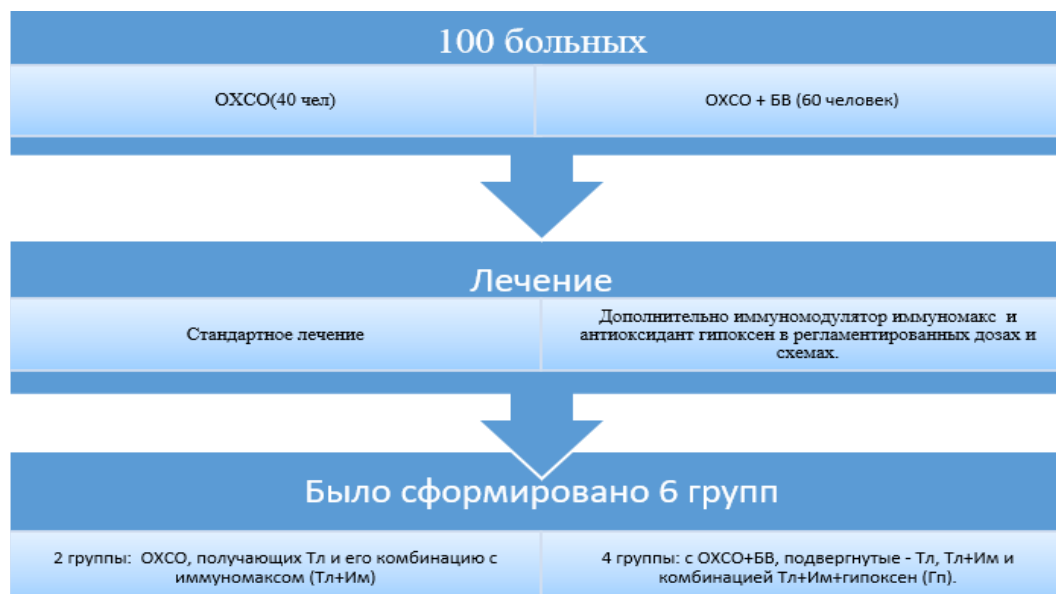 100 больных
ОХСО(40 чел)
ОХСО + БВ (60 человек)
Лечение
Стандартное лечение
Дополнительно иммуномодулятор иммуномакс и
антиоксидант гипоксен в регламентированных дозах и
схемах.
Было сформировано 6 групп
2 группы: ОХСО, получающих Тл и его комбинацию с
иммуномаксом (Тл+Им)
4 группы: с ОХСО+БВ, подвергнутые - Тл, Тл+Им и
комбинацией Тл+Им+гипоксен (Гп).